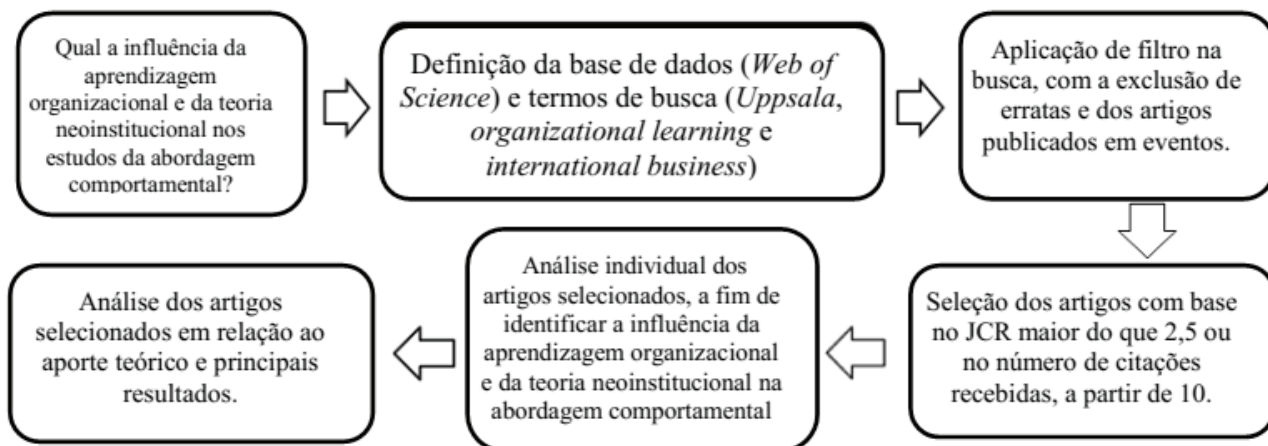 Qual a influência da
aprendizagem
organizacional e da teoria
neoinstitucional nos
estudos da abordagem
comportamental?
Definição da base de dados (Web of
Science) e termos de busca (Uppsala,
organizational learning e
international business)
Aplicação de filtro na
busca, com a exclusão de
erratas e dos artigos
publicados em eventos.
Seleção dos artigos com base
no JCR maior do que 2,5 ou
no número de citações
recebidas, a partir de 10.
Análise individual dos
artigos selecionados, a fim de
identificar a influência da
aprendizagem organizacional
e da teoria neoinstitucional na
abordagem comportamental
Análise dos artigos
selecionados em relação ao
aporte teórico e principais
resultados.